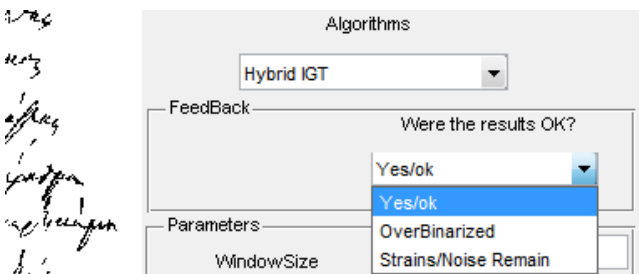 Algorithms
Hybrid IGT
FeedBack
Were the results OK?
Yes/ok
Yes/ok
OverBinarized
Strains/Noise Remain
Parameters
WindowSize